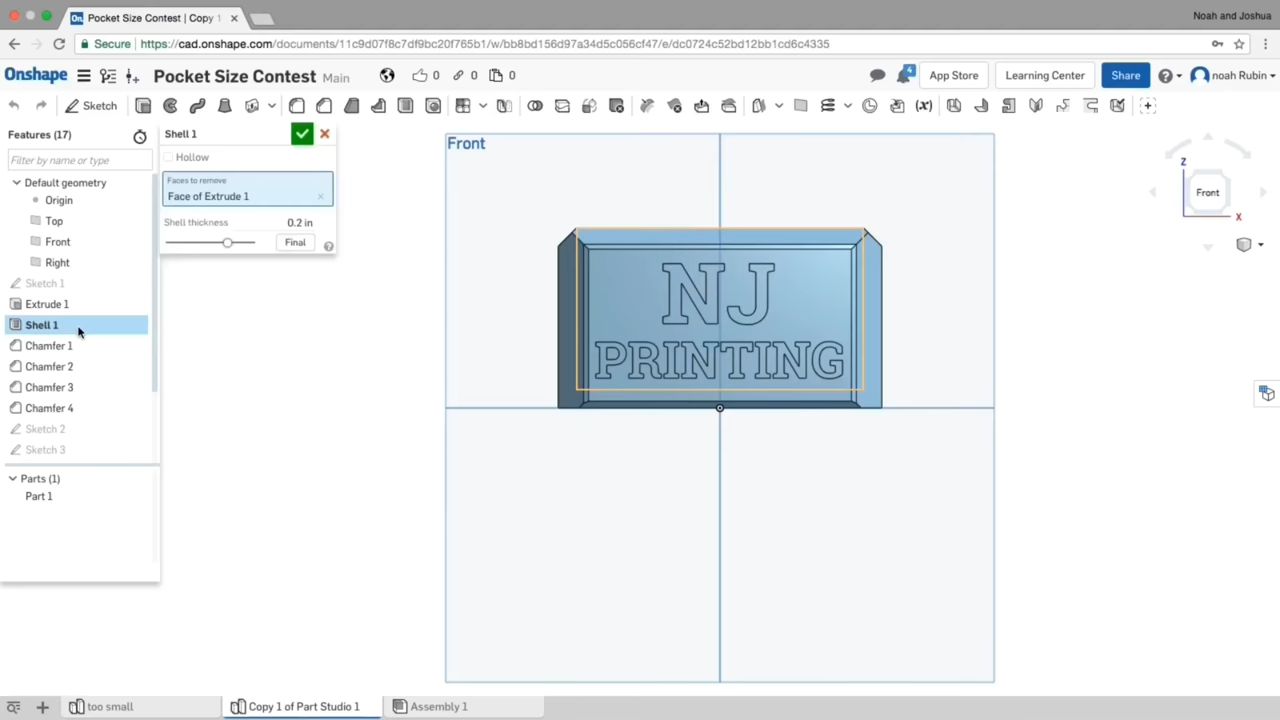 Pocket Size Contest | Copy 1
Noah and Joshua
Secure https://cad.onshape.com/documents/11c9d07f8c7df9bc20f765b1/w/bb8bd156d97a34d5c056cf47/e/dc0724c52bd12bb1cd6c4335
Onshape Pocket Size Contest Main 0 0 0 4 App Store Learning Center Share noah Rubin
Sketch
Features (17)
Filter by name or type
Default geometry
Origin
Top
Front
Right
Sketch 1
Extrude 1
Shell 1
Chamfer 1
Chamfer 2
Chamfer 3
Chamfer 4
Sketch 2
Sketch 3
Parts (1)
Part 1
Shell 1
Hollow
Faces to remove
Face of Extrude 1
Shell thickness 0.2 in
Final
Front
NJ
PRINTING
Z
Front
X
too small Copy 1 of Part Studio 1 Assembly 1